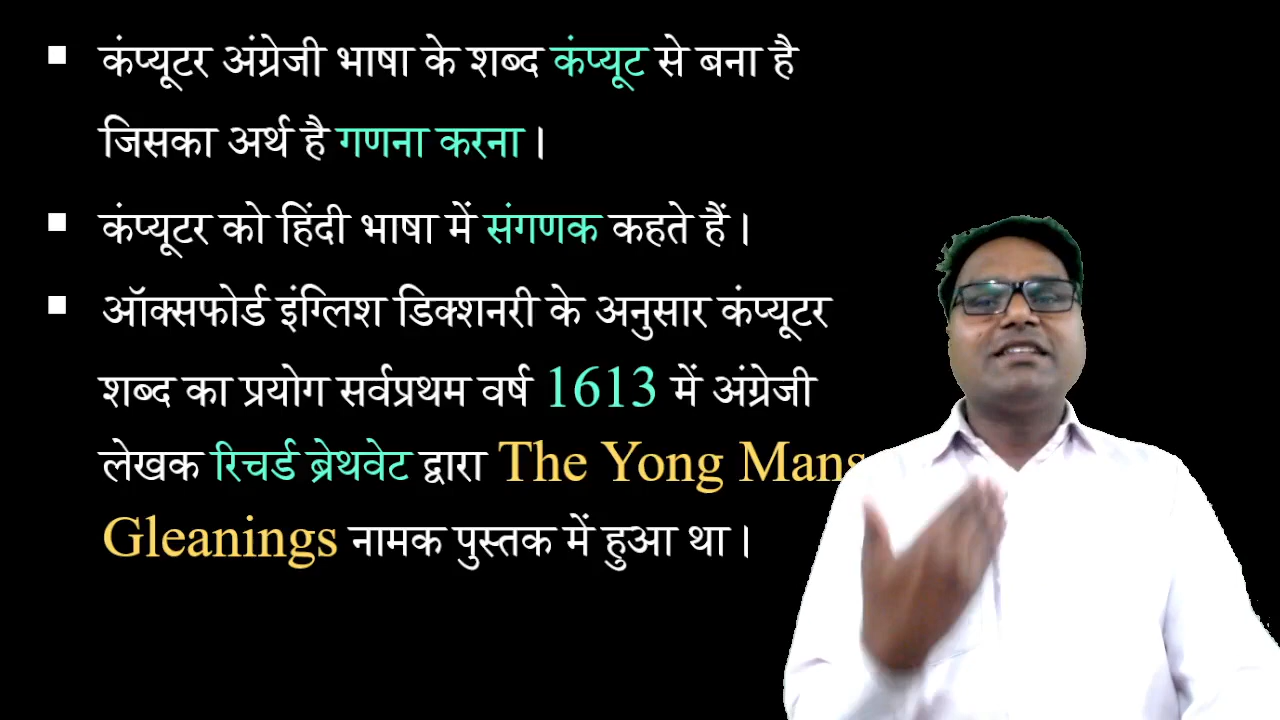 ▪ कंप्यूटर अंग्रेजी भाषा के शब्द कंप्यूट से बना है
जिसका अर्थ है गणना करना।
▪ कंप्यूटर को हिंदी भाषा में संगणक कहते हैं।
▪ ऑक्सफोर्ड इंग्लिश डिक्शनरी के अनुसार कंप्यूटर
शब्द का प्रयोग सर्वप्रथम वर्ष 1613 में अंग्रेजी
लेखक रिचर्ड ब्रेथवेट द्वारा The Yong Mans
Gleanings नामक पुस्तक में हुआ था।